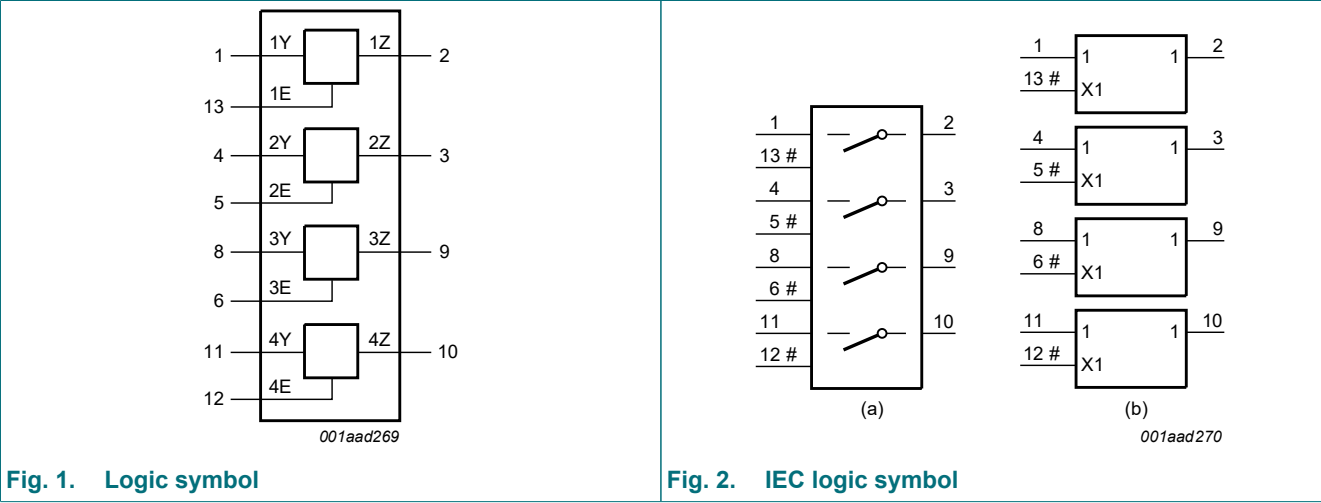 1Y 1Z
1 2
1E
13
2Y 2Z
4 3
2E
5
3Y 3Z
8 9
3E
6
4Y 4Z
11 10
4E
12
001aad269
Fig. 1. Logic symbol
1 2
13 #
4 3
5 #
8 9
6 #
11 10
12 #
(a)
1 2
1 1
13 #
X1
4 3
1 1
5 #
X1
8 9
1 1
6 #
X1
11 10
1 1
12 #
X1
(b)
001aad270
Fig. 2. IEC logic symbol